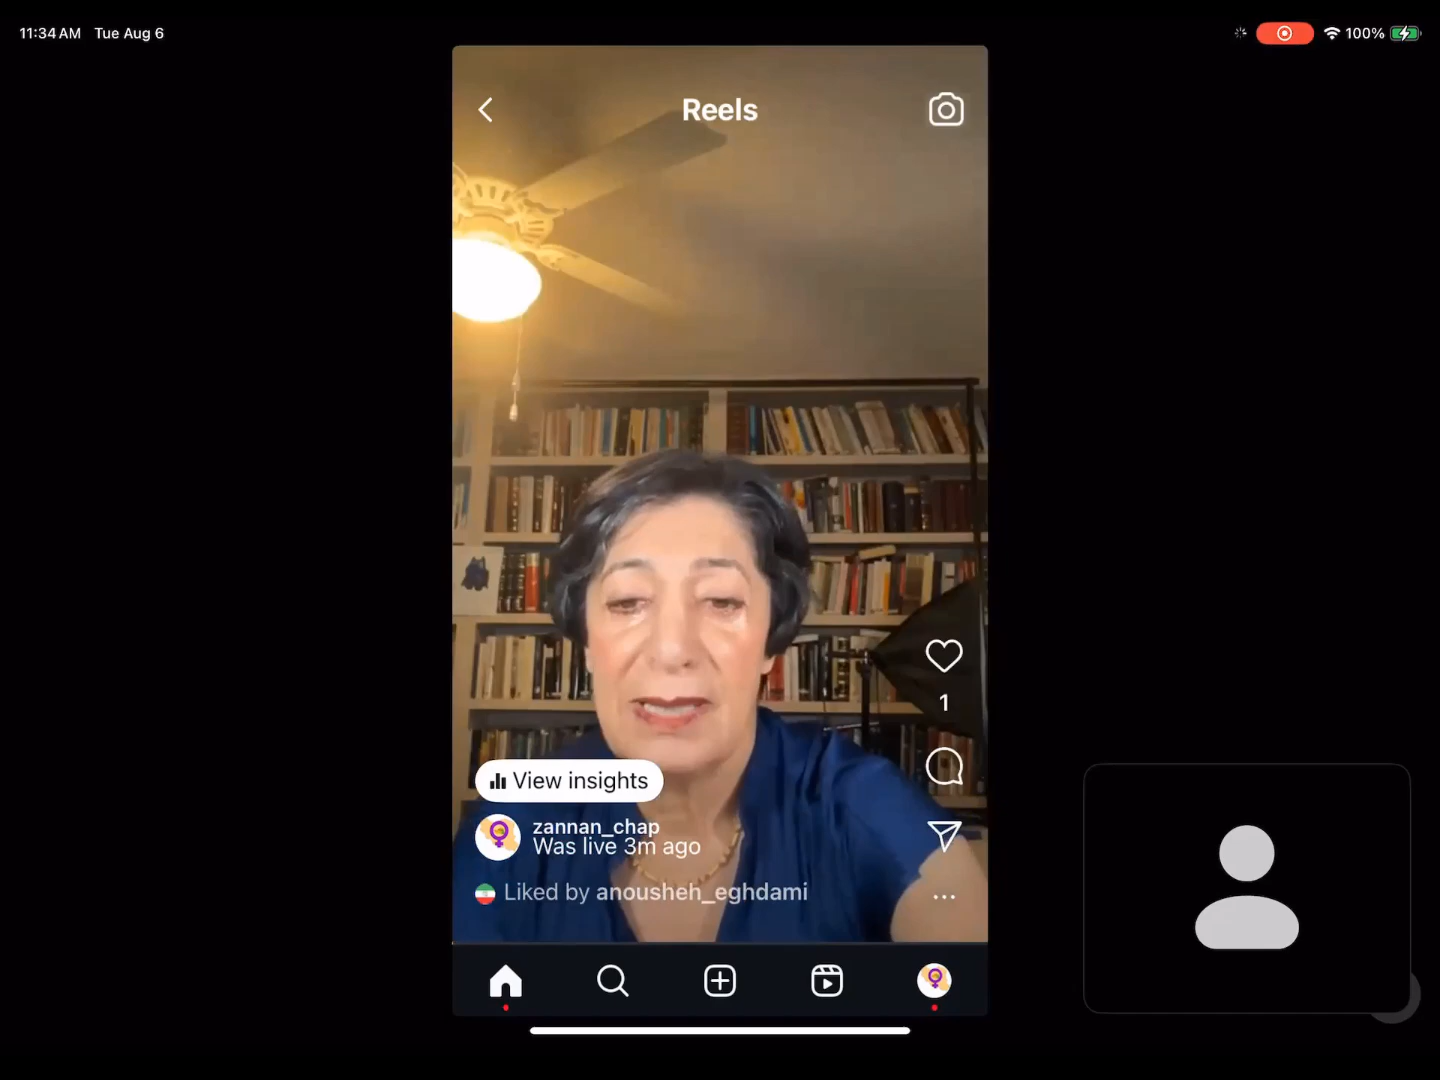 11:34 AM Tue Aug 6
100%
Reels
1
View insights
zannan_chap
Was live 3m ago
Liked by anousheh_eghdami